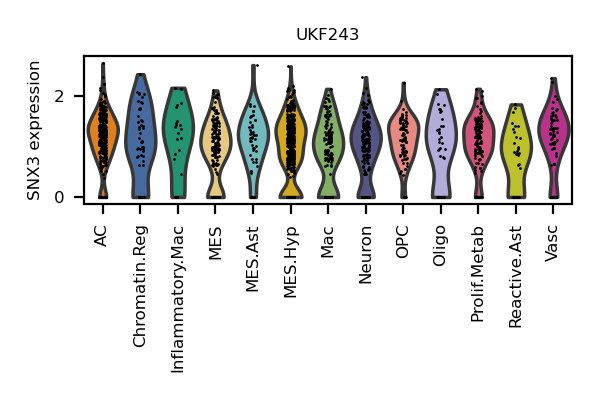 UKF243
SNX3 expression
2
0
AC
Chromatin.Reg
Inflammatory.Mac
MES
MES.Ast
MES.Hyp
Mac
Neuron
OPC
Oligo
Prolif.Metab
Reactive.Ast
Vasc